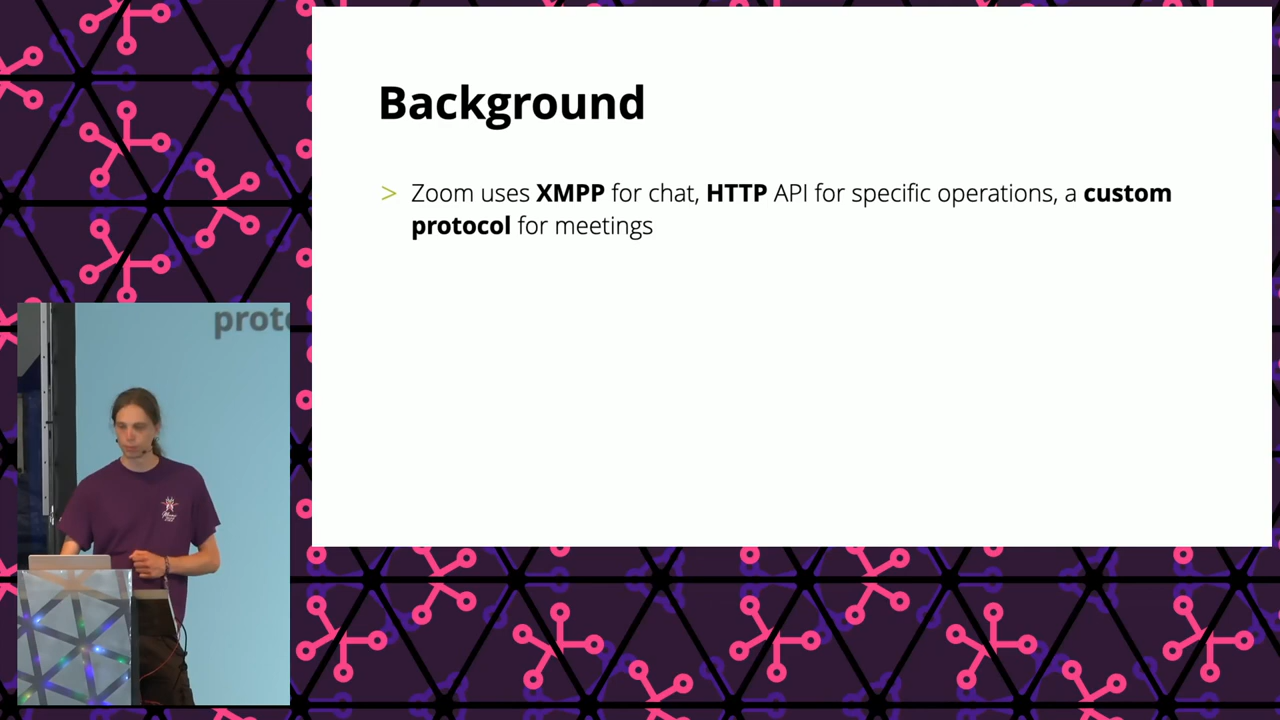 Background
> Zoom uses XMPP for chat, HTTP API for specific operations, a custom
protocol for meetings
proto